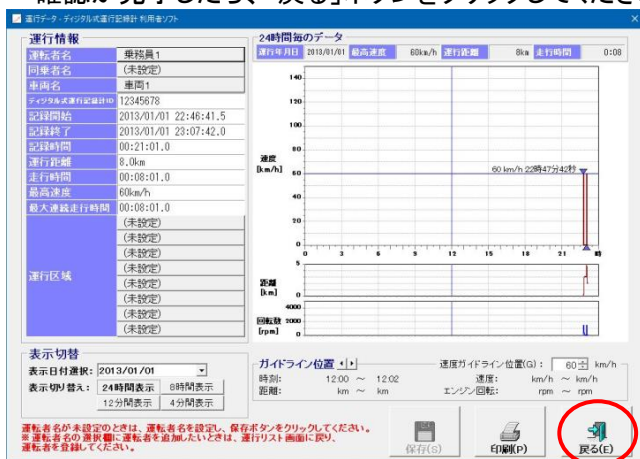 確認が完了したら、「戻る」ボタンをクリックしてください
運行データ - ディジタル式運行記録計 利用者ソフト
運行情報
運転者名 乗務員1
同乗者名 (未設定)
車両名 車両1
ディジタル式運行記録計ID 12345678
記録開始 2013/01/01 22:46:41.5
記録終了 2013/01/01 23:07:42.0
記録時間 00:21:01.0
運行距離 8.0km
走行時間 00:08:01.0
最高速度 60km/h
最大連続走行時間 00:08:01.0
運行区域
(未設定)
(未設定)
(未設定)
(未設定)
(未設定)
(未設定)
(未設定)
(未設定)
24時間毎のデータ
運行年月日 2013/01/01 最高速度 60km/h 運行距離 8km 走行時間 0:08
140
120
100
80
速度
[km/h]
60
60 km/h 22時47分42秒
40
20
0
0 3 6 9 12 15 18 21 時
5
距離
[km]
0
4000
回転数 2000
[rpm] 0
表示切替
表示日付選択: 2013/01/01
表示切り替え: 24時間表示 8時間表示
12分間表示 4分間表示
ガイドライン位置
速度ガイドライン位置(G): 60 km/h
時刻: 12:00 ~ 12:02 速度: km/h ~ km/h
距離: km ~ km エンジン回転: rpm ~ rpm
運転者名が未設定のときは、運転者名を設定し、保存ボタンをクリックしてください。
※ 運転者名の選択欄に運転者を追加したいときは、運行リスト画面に戻り、
運転者を登録してください。
保存(S) 印刷(P) 戻る(E)